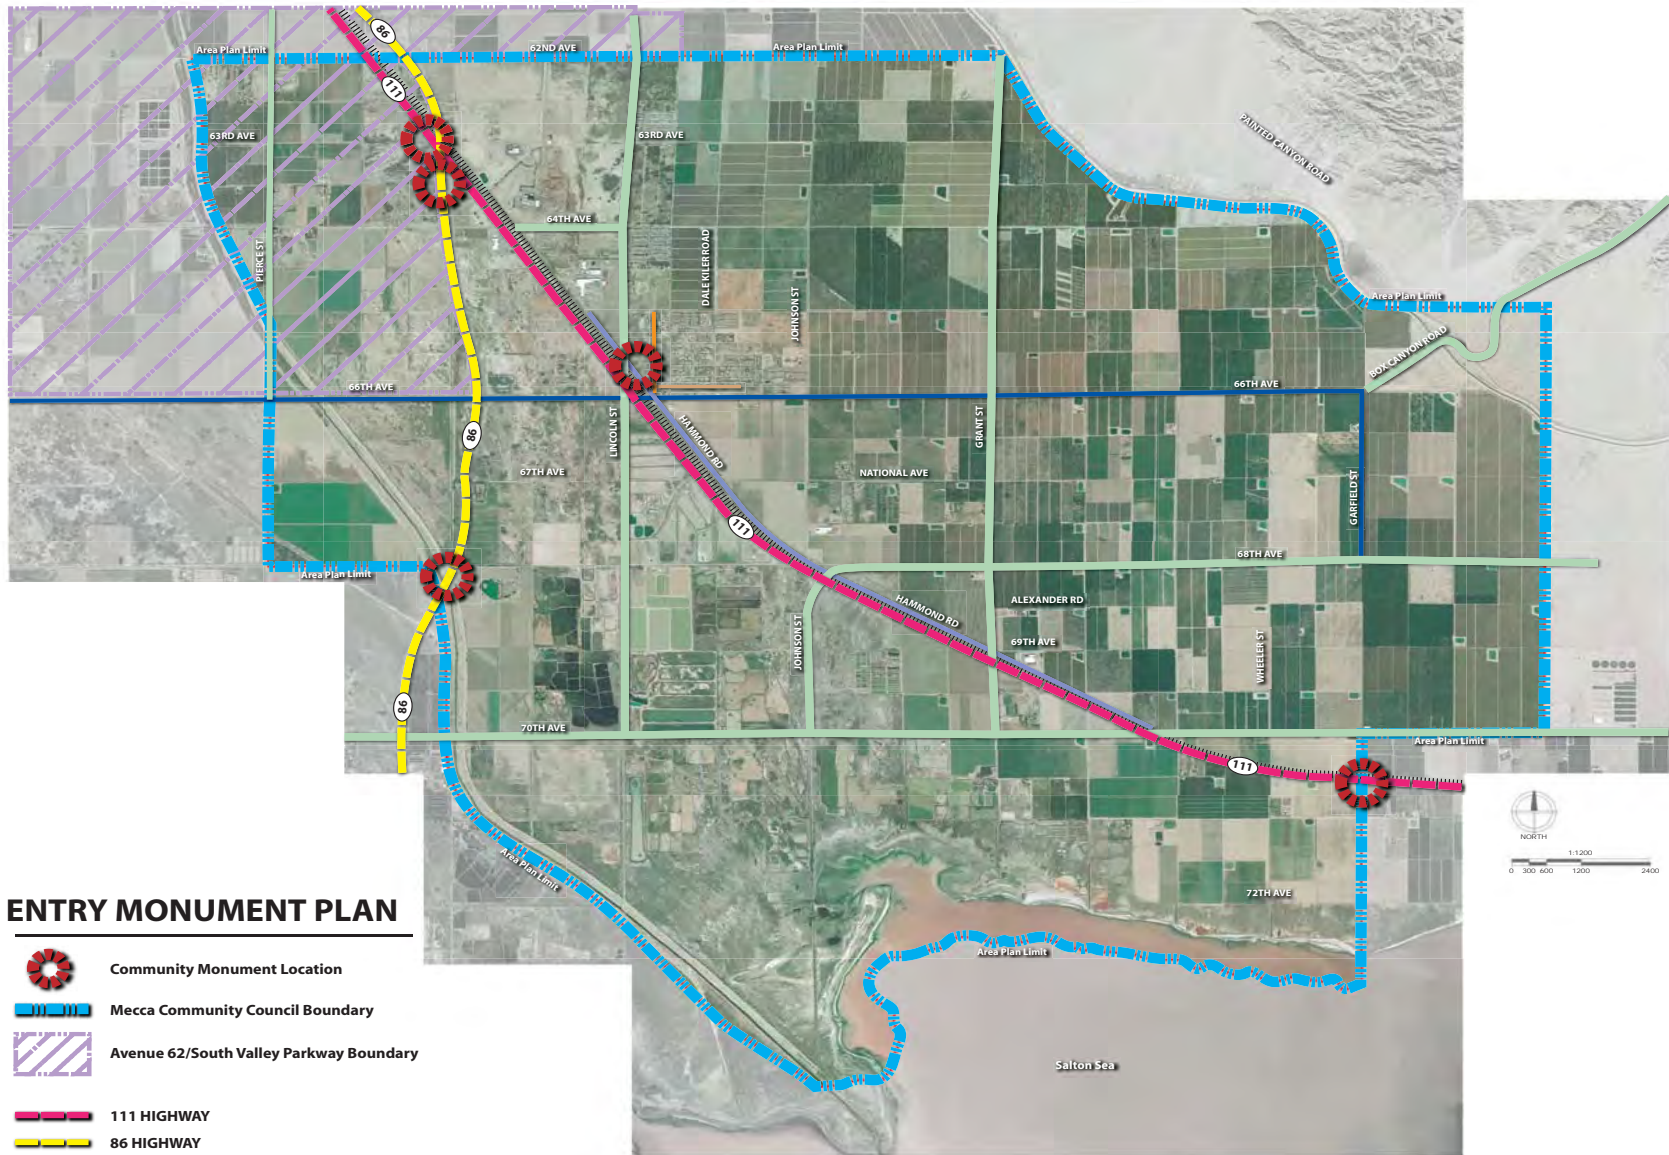 86
Area Plan Limit
62ND AVE
Area Plan Limit
111
63RD AVE
63RD AVE
PAINTED CANYON ROAD
64TH AVE
PIERCE ST
DALE KILER ROAD
JOHNSON ST
Area Plan Limit
BOX CANYON ROAD
66TH AVE
66TH AVE
LINCOLN ST
HAMMOND RD
GRANT ST
86
67TH AVE
NATIONAL AVE
GARFIELD ST
111
68TH AVE
Area Plan Limit
HAMMOND RD
ALEXANDER RD
69TH AVE
JOHNSON ST
WHEELER ST
86
70TH AVE
Area Plan Limit
111
NORTH
1:1200
0 300 600 1200 2400
Area Plan Limit
72TH AVE
Area Plan Limit
Salton Sea
ENTRY MONUMENT PLAN
Community Monument Location
Mecca Community Council Boundary
Avenue 62/South Valley Parkway Boundary
111 HIGHWAY
86 HIGHWAY